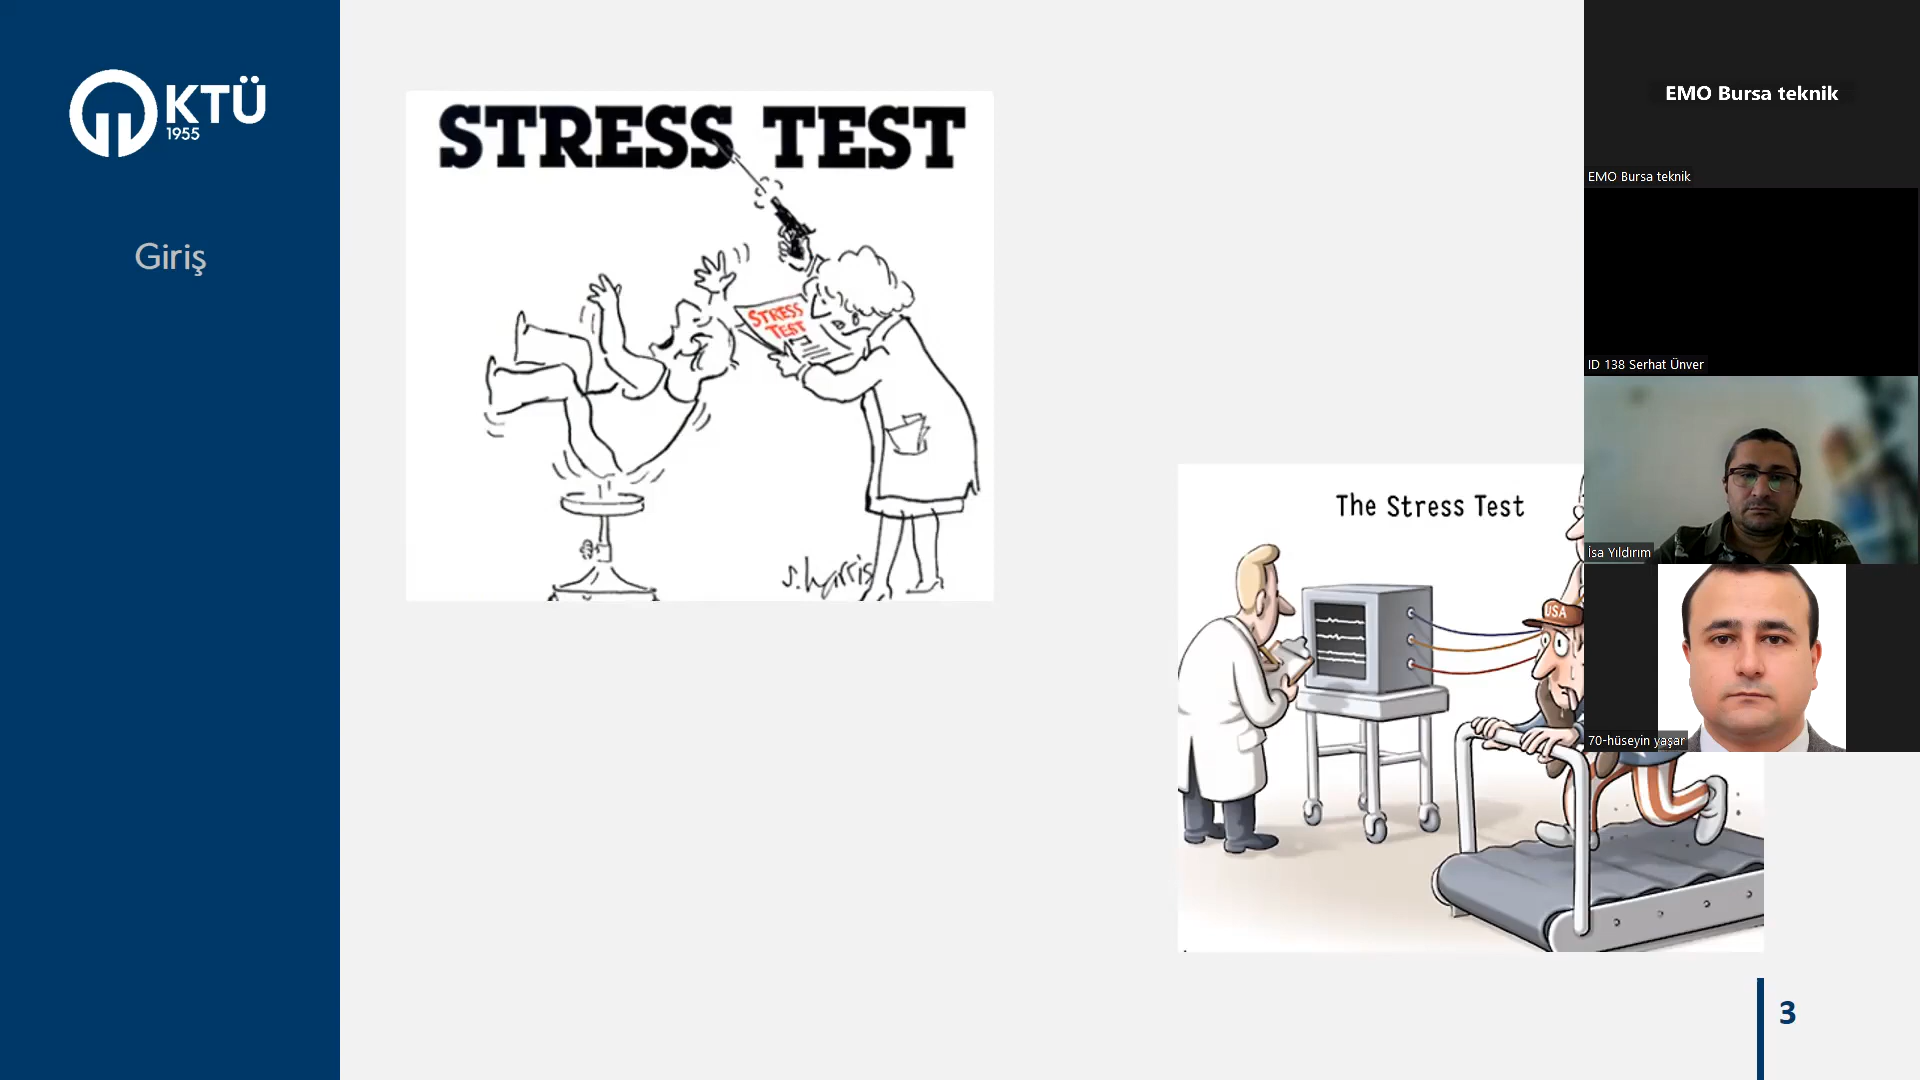 KTÜ
1955
Giriş
STRESS TEST
STRESS
TEST
s. harris
The Stress Test
USA
3
EMO Bursa teknik
EMO Bursa teknik
ID 138 Serhat Ünver
İsa Yıldırım
70-hüseyin yaşar